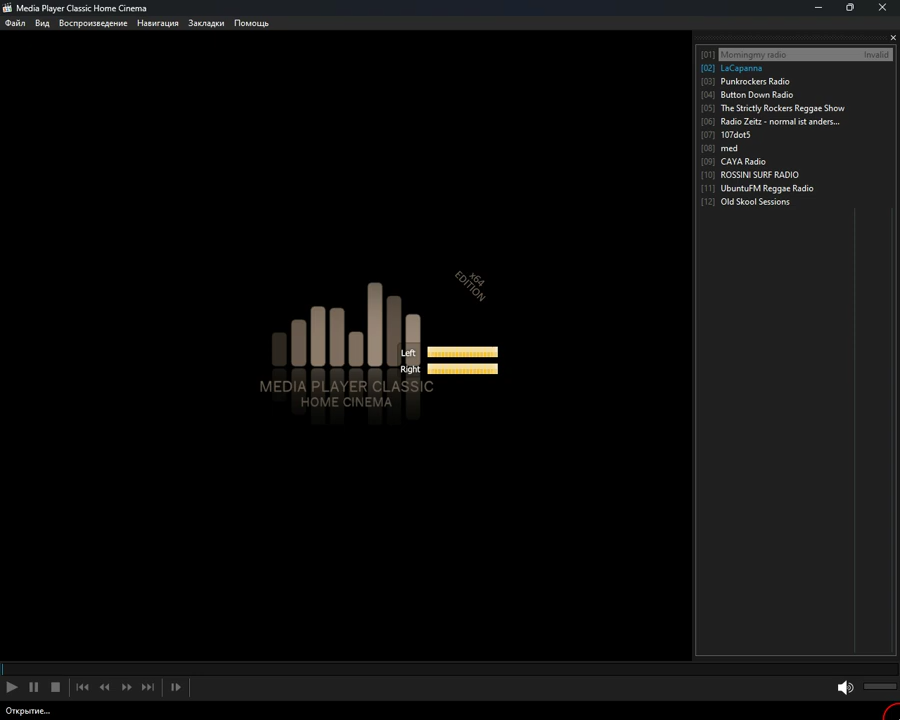 Media Player Classic Home Cinema
Файл Вид Воспроизведение Навигация Закладки Помощь
[01] Morningmy radio Invalid
[02] LaCapanna
[03] Punkrockers Radio
[04] Button Down Radio
[05] The Strictly Rockers Reggae Show
[06] Radio Zeitz - normal ist anders...
[07] 107dot5
[08] med
[09] CAYA Radio
[10] ROSSINI SURF RADIO
[11] UbuntuFM Reggae Radio
[12] Old Skool Sessions
x64
EDITION
Left
Right
MEDIA PLAYER CLASSIC
HOME CINEMA
Открытие...